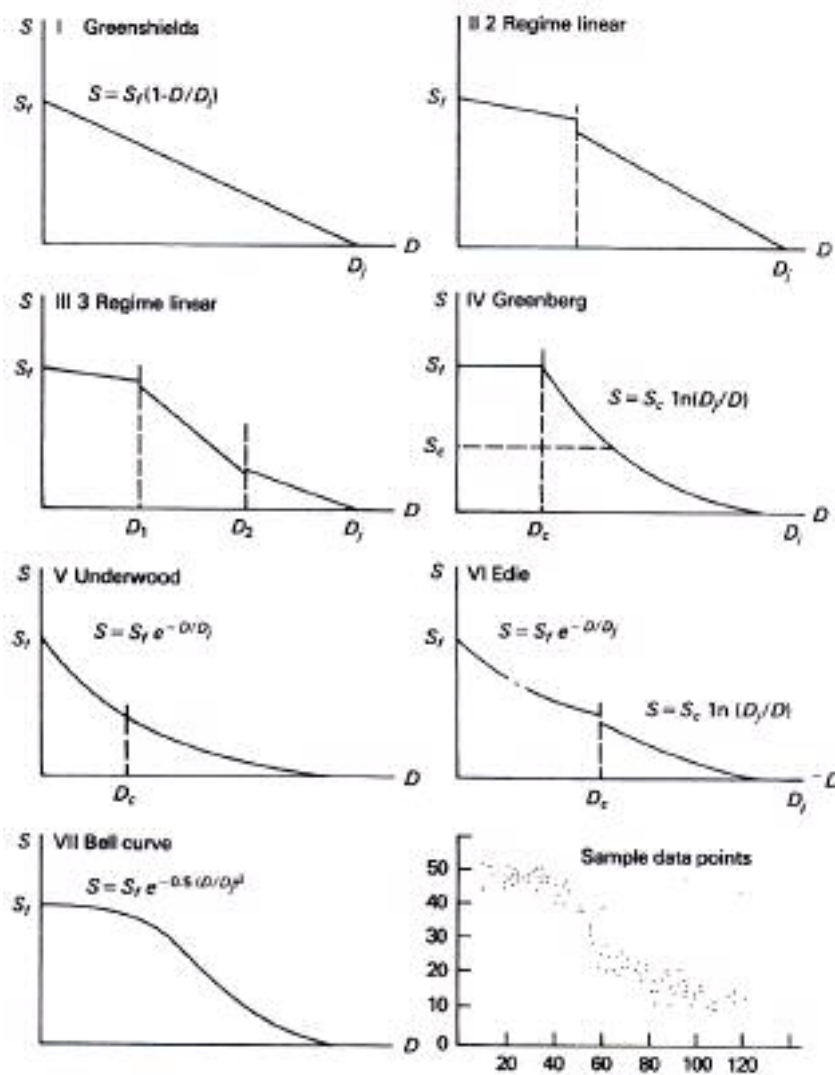 S I Greenshields
S = S_f (1-D/D_j)
S_f
D
D_j
II 2 Regime linear
S_f
D
D_j
S III 3 Regime linear
S_f
D_1 D_2 D_j D
S IV Greenberg
S_f
S = S_c ln(D_j/D)
S_c
D
D_c D_j
S V Underwood
S_f
S = S_f e^-D/D_j
D
D_c
S VI Edie
S_f
S = S_f e^-D/D_j
S = S_c ln (D_j/D)
D
D_c D_j
S VII Bell curve
S = S_f e^-0.5 (D/D_j)^2
S_f
D
Sample data points
50
40
30
20
10
0
20 40 60 80 100 120